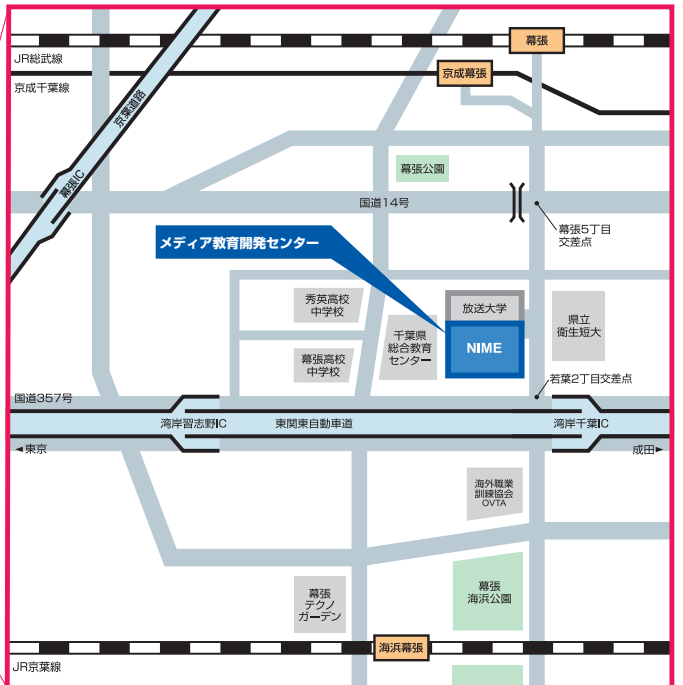 幕張
JR総武線
京成幕張
京成千葉線
京葉道路
幕張IC
幕張公園
国道14号
幕張5丁目
交差点
メディア教育開発センター
秀英高校
中学校
放送大学
県立
衛生短大
千葉県
総合教育
センター
NIME
幕張高校
中学校
若葉2丁目交差点
国道357号
湾岸習志野IC
東関東自動車道
湾岸千葉IC
◄東京
成田►
海外職業
訓練協会
OVTA
幕張
テクノ
ガーデン
幕張
海浜公園
海浜幕張
JR京葉線